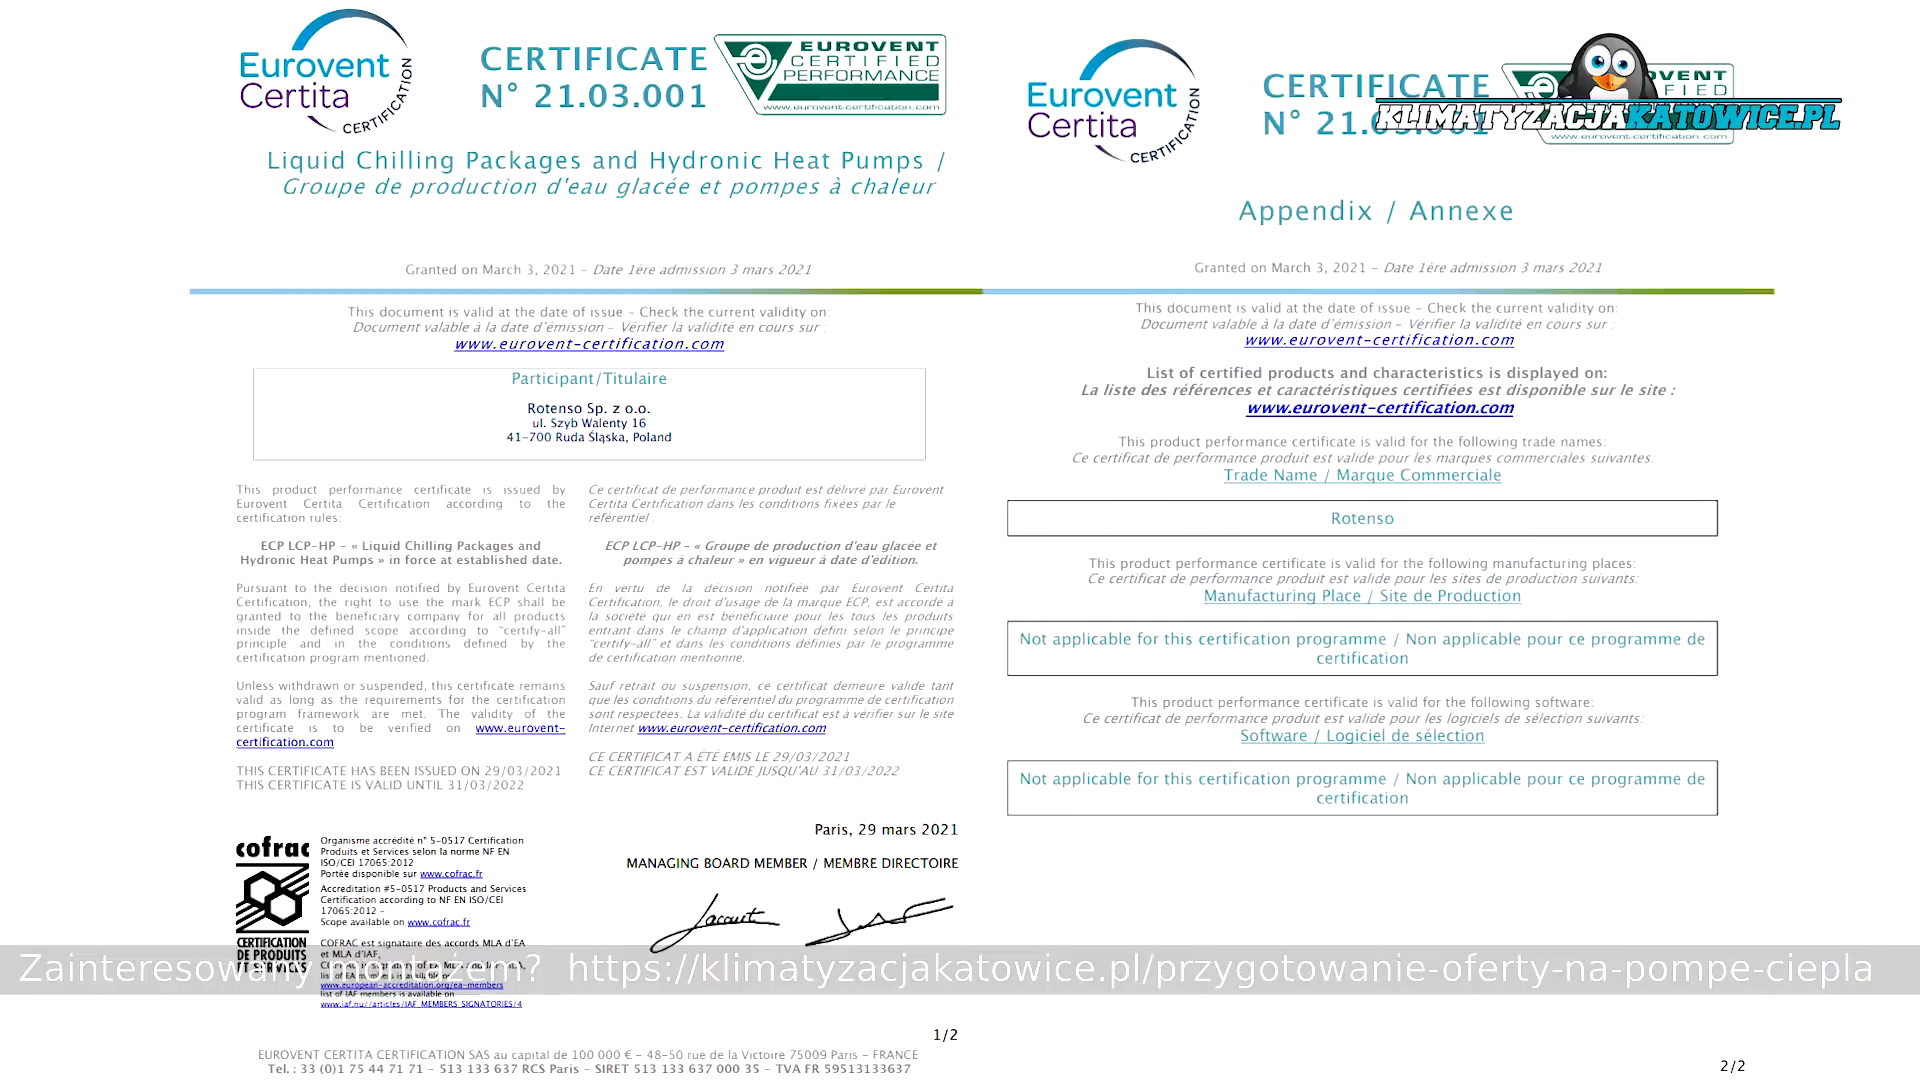 Eurovent
Certita
CERTIFICATION
CERTIFICATE
N° 21.03.001
EUROVENT
CERTIFIED
PERFORMANCE
www.eurovent-certification.com
Liquid Chilling Packages and Hydronic Heat Pumps /
Groupe de production d'eau glacée et pompes à chaleur
Granted on March 3, 2021 - Date 1ère admission 3 mars 2021
This document is valid at the date of issue - Check the current validity on:
Document valable à la date d'émission - Vérifier la validité en cours sur :
www.eurovent-certification.com
Participant/Titulaire
Rotenso Sp. z o.o.
ul. Szyb Walenty 16
41-700 Ruda Śląska, Poland
This product performance certificate is issued by
Eurovent Certita Certification according to the
certification rules:
ECP LCP-HP - « Liquid Chilling Packages and
Hydronic Heat Pumps » in force at established date.
Pursuant to the decision notified by Eurovent Certita
Certification, the right to use the mark ECP shall be
granted to the beneficiary company for all products
inside the defined scope according to "certify-all"
principle and in the conditions defined by the
certification program mentioned.
Unless withdrawn or suspended, this certificate remains
valid as long as the requirements for the certification
program framework are met. The validity of the
certificate is to be verified on www.eurovent-
certification.com
THIS CERTIFICATE HAS BEEN ISSUED ON 29/03/2021
THIS CERTIFICATE IS VALID UNTIL 31/03/2022
Ce certificat de performance produit est délivré par Eurovent
Certita Certification dans les conditions fixées par le
référentiel :
ECP LCP-HP - « Groupe de production d'eau glacée et
pompes à chaleur » en vigueur à date d'édition.
En vertu de la décision notifiée par Eurovent Certita
Certification, le droit d'usage de la marque ECP, est accordé à
la société qui en est bénéficiaire pour les tous les produits
entrant dans le champ d'application défini selon le principe
"certify-all" et dans les conditions définies par le programme
de certification mentionné.
Sauf retrait ou suspension, ce certificat demeure valide tant
que les conditions du référentiel du programme de certification
sont respectées. La validité du certificat est à vérifier sur le site
Internet www.eurovent-certification.com
CE CERTIFICAT A ÉTÉ EMIS LE 29/03/2021
CE CERTIFICAT EST VALIDE JUSQU'AU 31/03/2022
Paris, 29 mars 2021
MANAGING BOARD MEMBER / MEMBRE DIRECTOIRE
cofrac
CERTIFICATION
DE PRODUITS
ET SERVICES
Organisme accrédité n° 5-0517 Certification
Produits et Services selon la norme NF EN
ISO/CEI 17065:2012
Portée disponible sur www.cofrac.fr
Accreditation #5-0517 Products and Services
Certification according to NF EN ISO/CEI
17065:2012 -
Scope available on www.cofrac.fr
COFRAC est signataire des accords MLA d'EA
et MLA d'IAF,
COFRAC is signatory of EA MLA and IAF MLA,
list of EA members is available on
www.european-accreditation.org/ea-members
list of IAF members is available on
www.iaf.nu//articles/IAF_MEMBERS_SIGNATORIES/4
1/2
EUROVENT CERTITA CERTIFICATION SAS au capital de 100 000 € - 48-50 rue de la Victoire 75009 Paris - FRANCE
Tel. : 33 (0)1 75 44 71 71 - 513 133 637 RCS Paris - SIRET 513 133 637 000 35 - TVA FR 59513133637
Eurovent
Certita
CERTIFICATION
CERTIFICATE
N° 21.03.001
KLIMATYZACJAKATOWICE.PL
www.eurovent-certification.com
Appendix / Annexe
Granted on March 3, 2021 - Date 1ère admission 3 mars 2021
This document is valid at the date of issue - Check the current validity on:
Document valable à la date d'émission - Vérifier la validité en cours sur :
www.eurovent-certification.com
List of certified products and characteristics is displayed on:
La liste des références et caractéristiques certifiées est disponible sur le site :
www.eurovent-certification.com
This product performance certificate is valid for the following trade names:
Ce certificat de performance produit est valide pour les marques commerciales suivantes:
Trade Name / Marque Commerciale
Rotenso
This product performance certificate is valid for the following manufacturing places:
Ce certificat de performance produit est valide pour les sites de production suivants:
Manufacturing Place / Site de Production
Not applicable for this certification programme / Non applicable pour ce programme de
certification
This product performance certificate is valid for the following software:
Ce certificat de performance produit est valide pour les logiciels de sélection suivants:
Software / Logiciel de sélection
Not applicable for this certification programme / Non applicable pour ce programme de
certification
2/2
Zainteresowany montażem? https://klimatyzacjakatowice.pl/przygotowanie-oferty-na-pompe-ciepla